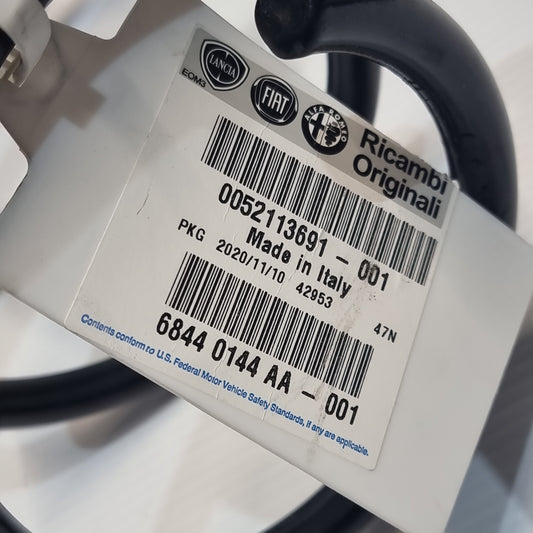 LANCIA
FIAT
ALFA ROMEO
EOM3
Ricambi
Originali
0052113691-001
Made in Italy
PKG 2020/11/10 42953
47N
6844 0144 AA-001
Contents conform to U.S. Federal Motor Vehicle Safety Standards, if any are applicable.